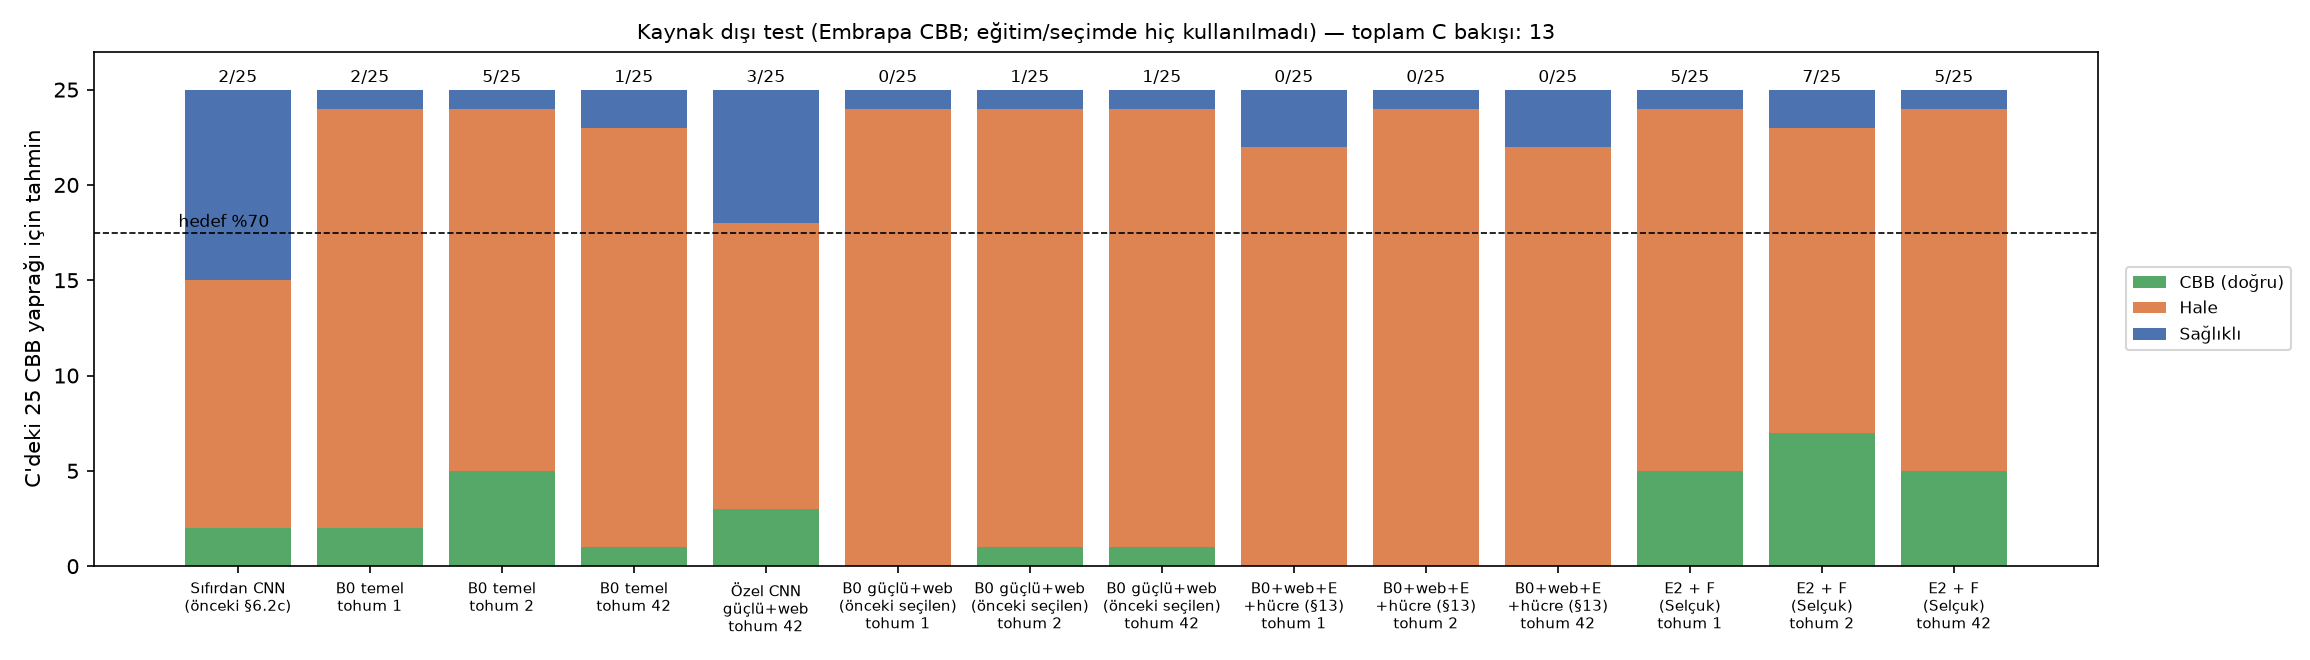 Kaynak dışı test (Embrapa CBB; eğitim/seçimde hiç kullanılmadı) — toplam C bakışı: 13
C'deki 25 CBB yaprağı için tahmin
25
20
15
10
5
0
2/25
2/25
5/25
1/25
3/25
0/25
1/25
1/25
0/25
0/25
0/25
5/25
7/25
5/25
hedef %70
CBB (doğru)
Hale
Sağlıklı
Sıfırdan CNN
(önceki §6.2c)
B0 temel
tohum 1
B0 temel
tohum 2
B0 temel
tohum 42
Özel CNN
güçlü+web
tohum 42
B0 güçlü+web
(önceki seçilen)
tohum 1
B0 güçlü+web
(önceki seçilen)
tohum 2
B0 güçlü+web
(önceki seçilen)
tohum 42
B0+web+E
+hücre (§13)
tohum 1
B0+web+E
+hücre (§13)
tohum 2
B0+web+E
+hücre (§13)
tohum 42
E2 + F
(Selçuk)
tohum 1
E2 + F
(Selçuk)
tohum 2
E2 + F
(Selçuk)
tohum 42